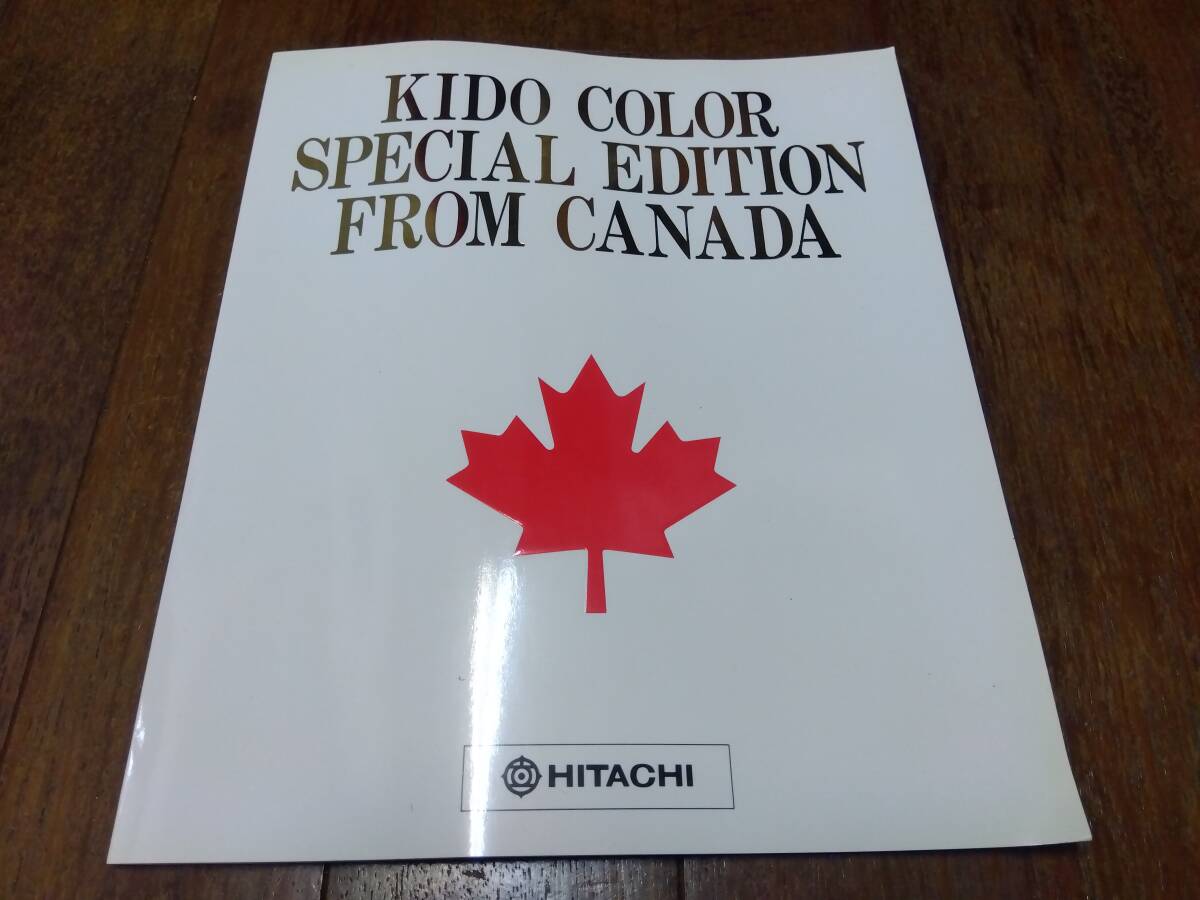 KIDO COLOR
SPECIAL EDITION
FROM CANADA
HITACHI